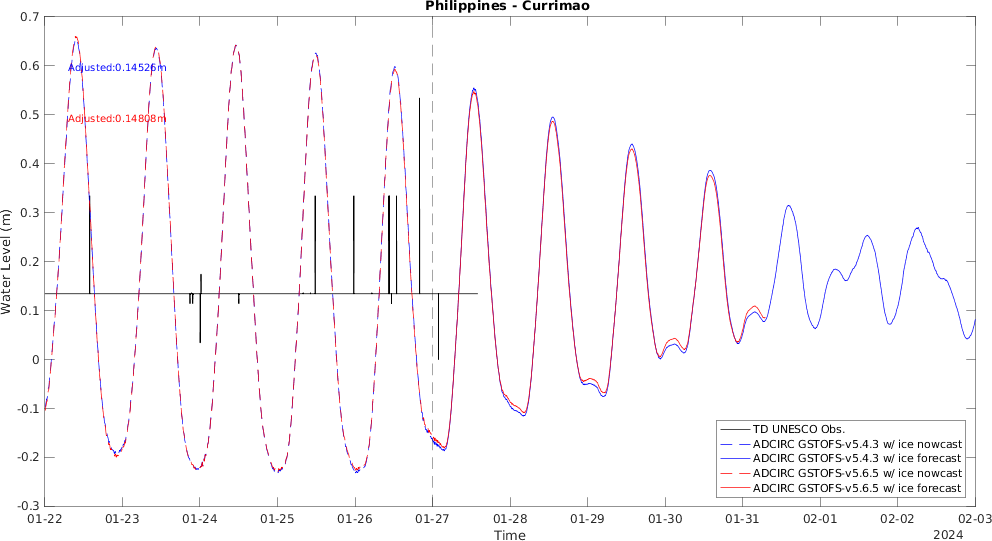 Philippines - Currimao
0.7
0.6
0.5
0.4
0.3
0.2
0.1
0
-0.1
-0.2
-0.3
Water Level (m)
Adjusted:0.14526m
Adjusted:0.14808m
TD UNESCO Obs.
ADCIRC GSTOFS-v5.4.3 w/ ice nowcast
ADCIRC GSTOFS-v5.4.3 w/ ice forecast
ADCIRC GSTOFS-v5.6.5 w/ ice nowcast
ADCIRC GSTOFS-v5.6.5 w/ ice forecast
01-22 01-23 01-24 01-25 01-26 01-27 01-28 01-29 01-30 01-31 02-01 02-02 02-03
Time
2024